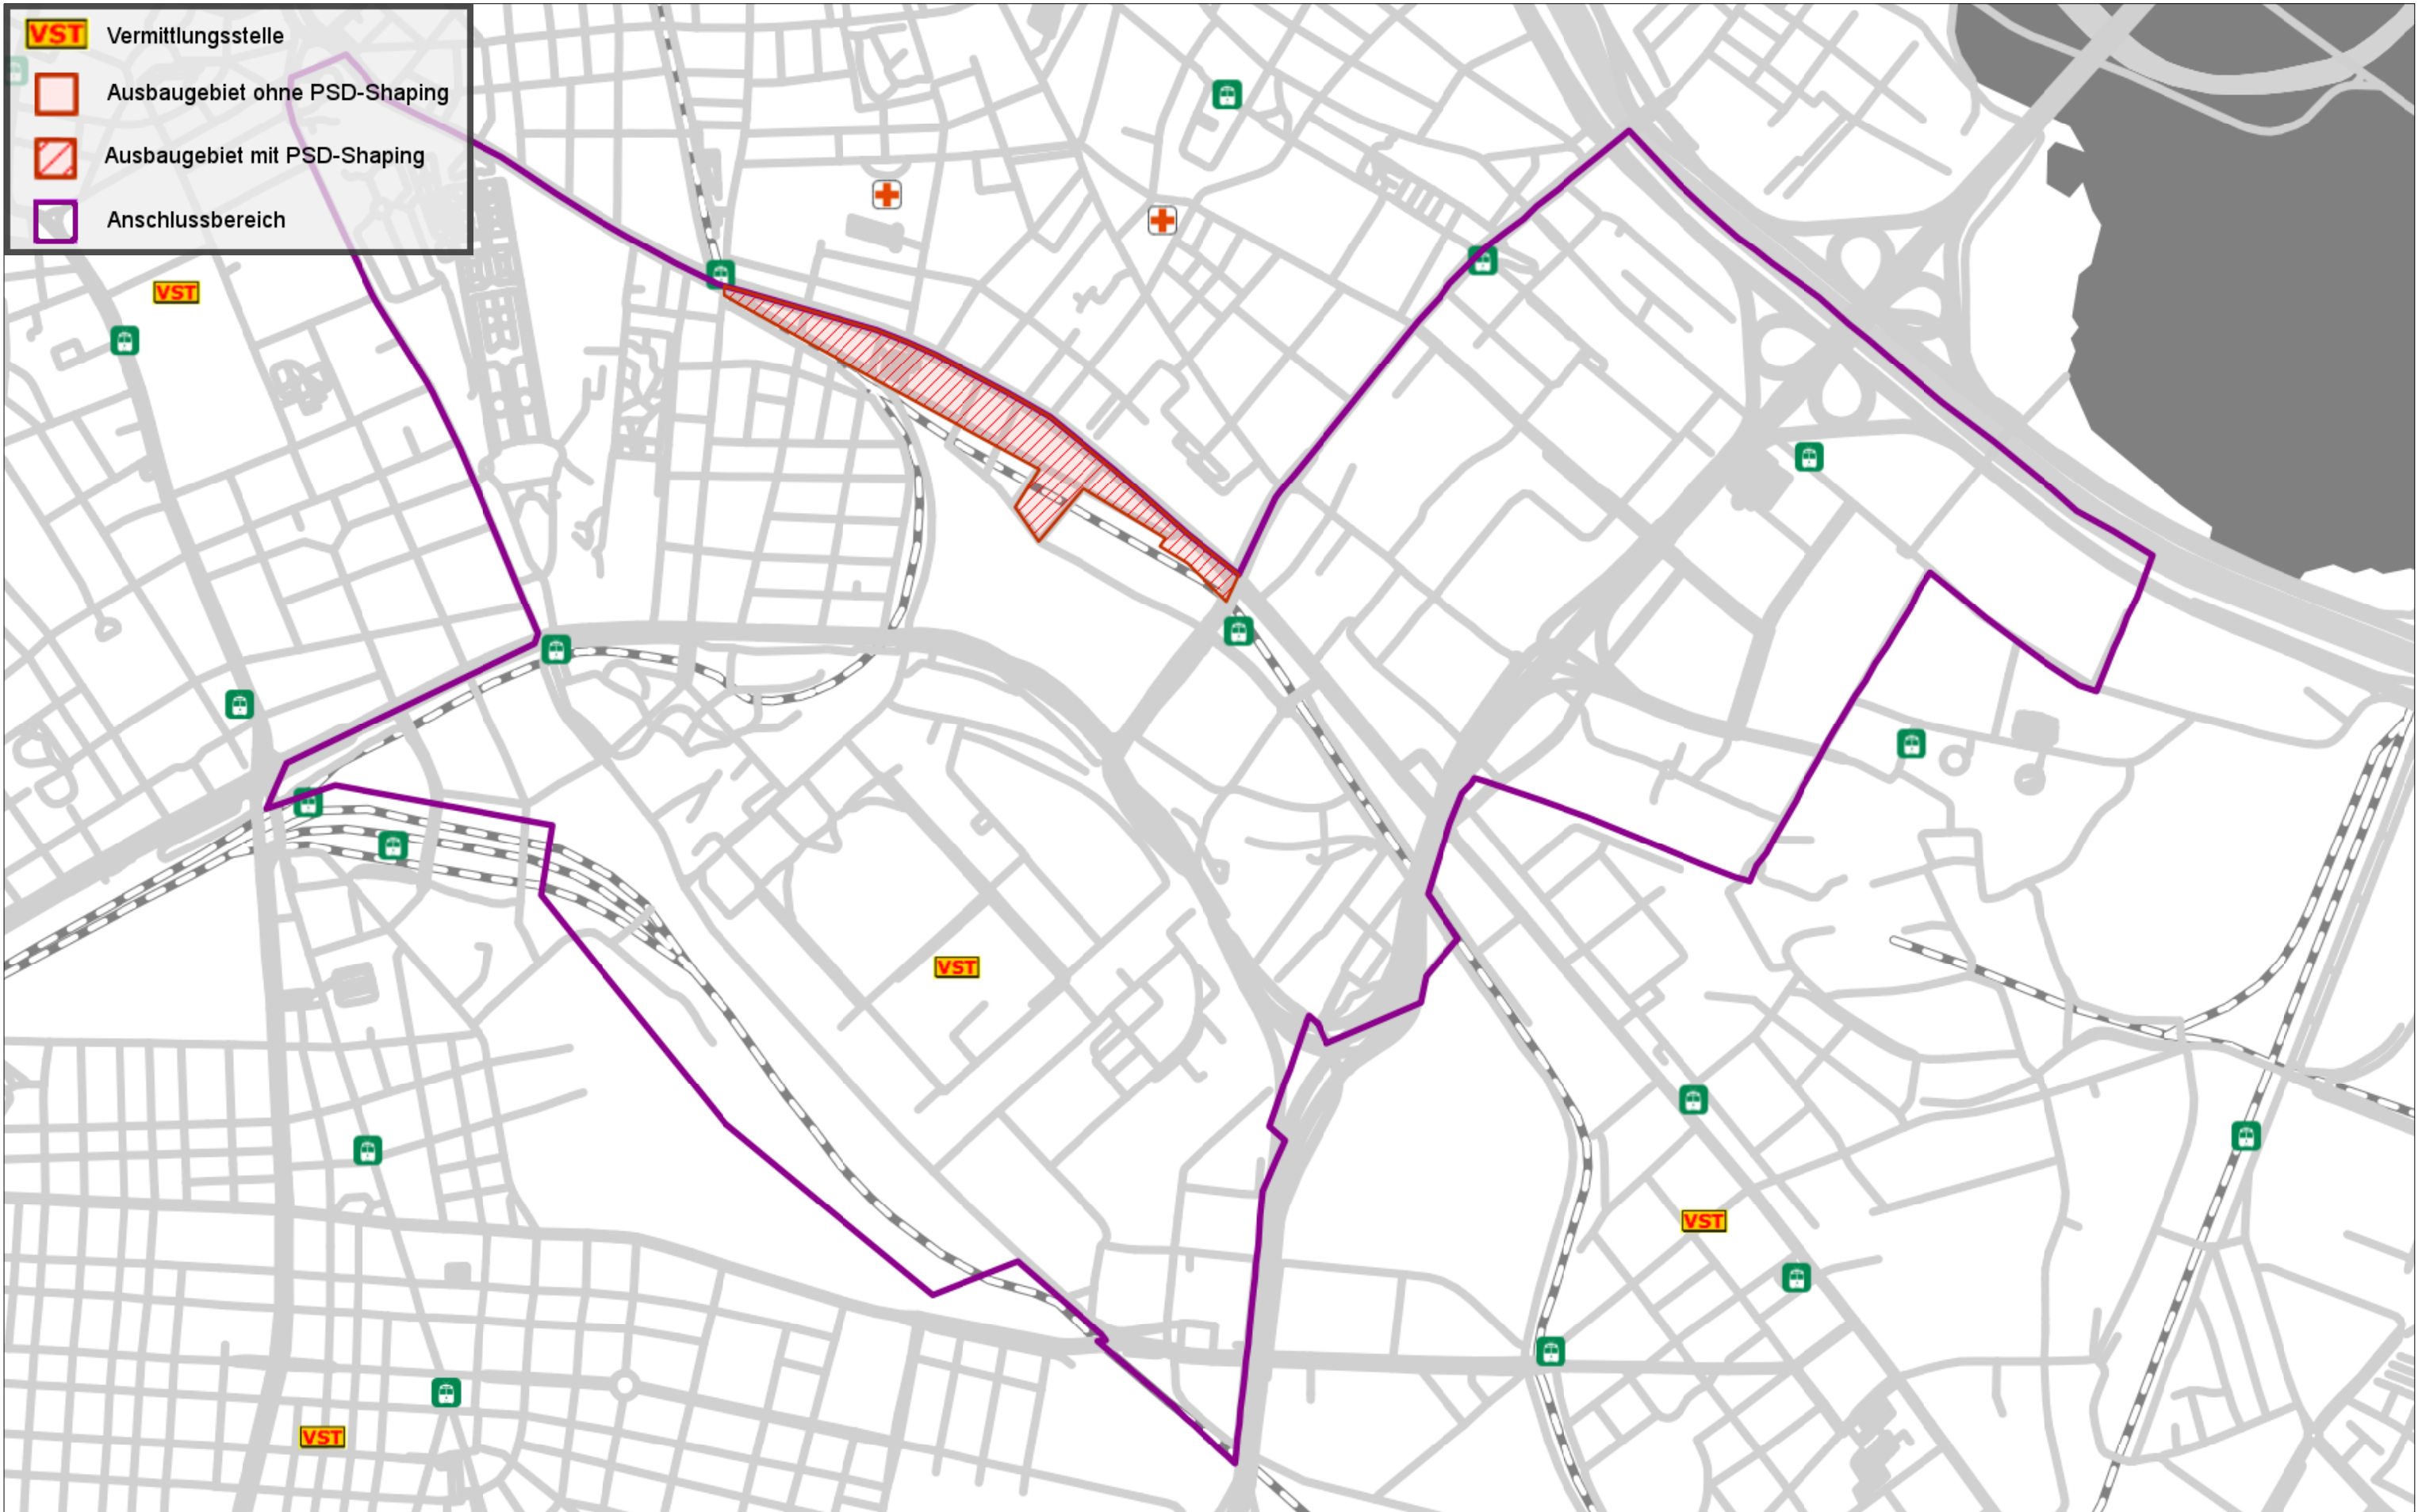 VST Vermittlungsstelle
Ausbaugebiet ohne PSD-Shaping
Ausbaugebiet mit PSD-Shaping
Anschlussbereich
VST
VST
VST
VST